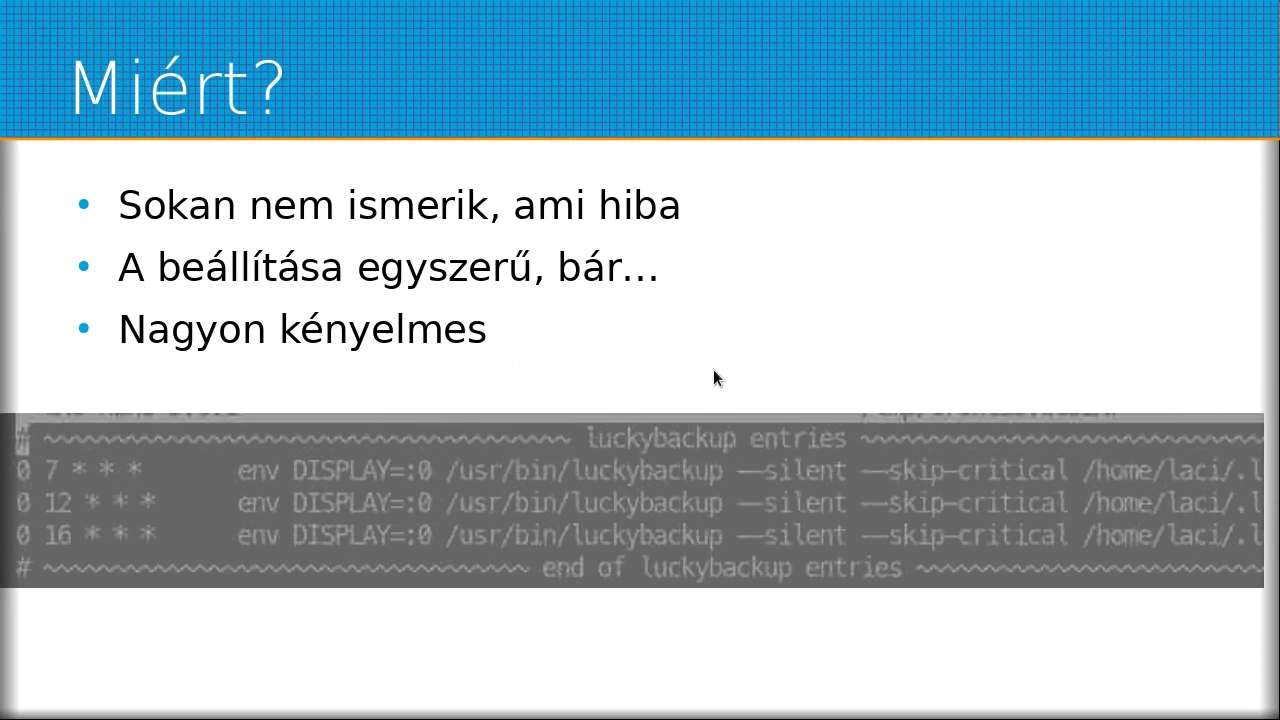 Miért?
• Sokan nem ismerik, ami hiba
• A beállítása egyszerű, bár...
• Nagyon kényelmes
# ~~~~~~~~~~~~~~~~~~~~~~~~~~~~~~~~~~~~~~ luckybackup entries ~~~~~~~~~~~~~~~~~~~~~~~~~~~~~
0 7 * * * env DISPLAY=:0 /usr/bin/luckybackup --silent --skip-critical /home/laci/.l
0 12 * * * env DISPLAY=:0 /usr/bin/luckybackup --silent --skip-critical /home/laci/.l
0 16 * * * env DISPLAY=:0 /usr/bin/luckybackup --silent --skip-critical /home/laci/.l
# ~~~~~~~~~~~~~~~~~~~~~~~~~~~~~~~~~~~ end of luckybackup entries ~~~~~~~~~~~~~~~~~~~~~~~~~